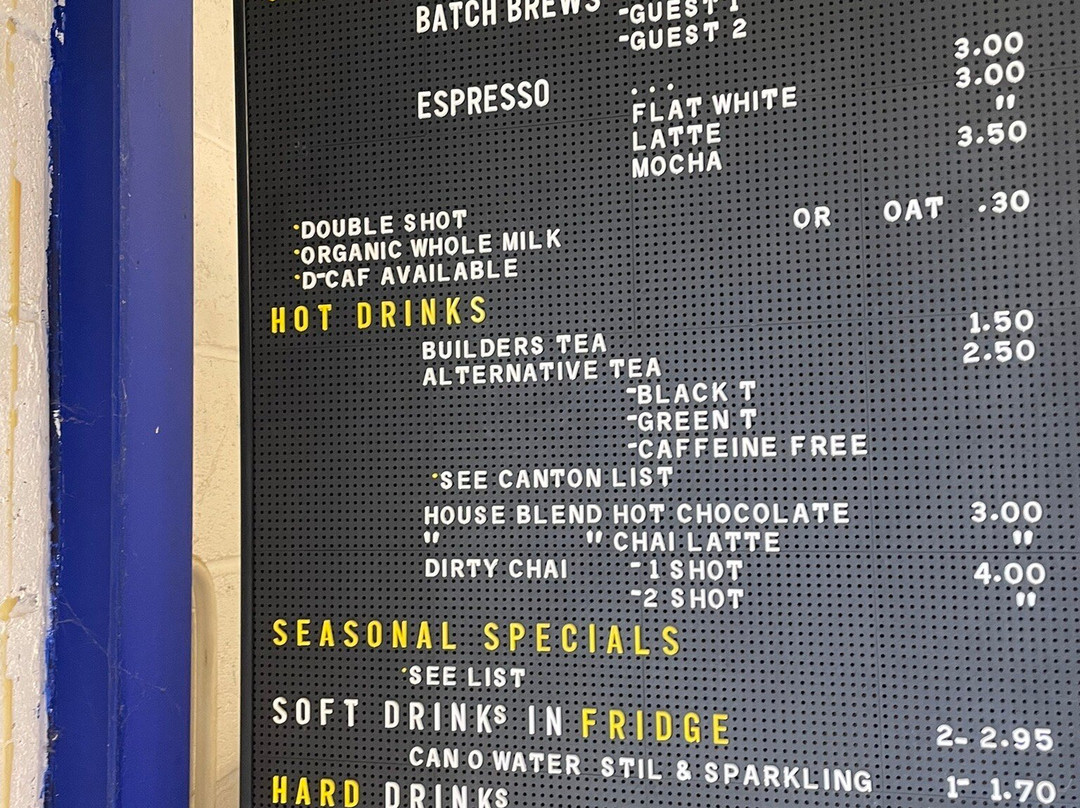 BATCH BREWS -GUEST 1
-GUEST 2
3.00
ESPRESSO ... 3.00
FLAT WHITE "
LATTE 3.50
MOCHA
·DOUBLE SHOT
·ORGANIC WHOLE MILK OR OAT .30
·D-CAF AVAILABLE
HOT DRINKS
BUILDERS TEA 1.50
ALTERNATIVE TEA 2.50
-BLACK T
-GREEN T
-CAFFEINE FREE
·SEE CANTON LIST
HOUSE BLEND HOT CHOCOLATE 3.00
" " CHAI LATTE "
DIRTY CHAI -1 SHOT 4.00
-2 SHOT "
SEASONAL SPECIALS
·SEE LIST
SOFT DRINKS IN FRIDGE 2-2.95
CAN O WATER STIL & SPARKLING 1-1.70
HARD DRINKS